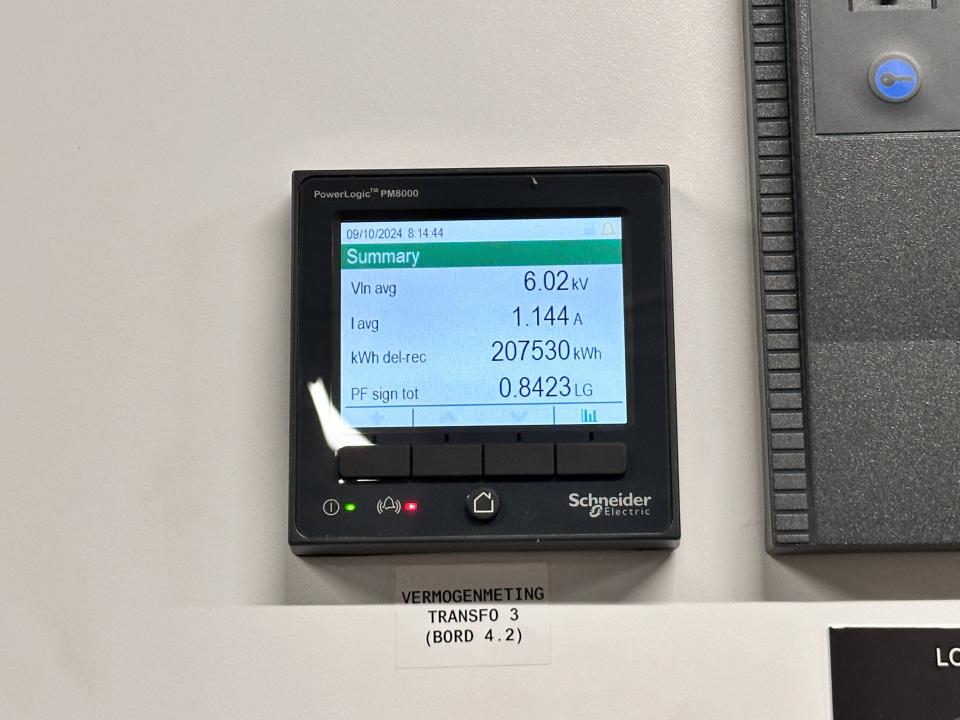 PowerLogic™ PM8000
09/10/2024 8:14:44
Summary
Vln avg 6.02 kV
I avg 1.144 A
kWh del-rec 207530 kWh
PF sign tot 0.8423 LG
Schneider
Electric
VERMOGENMETING
TRANSFO 3
(BORD 4.2)